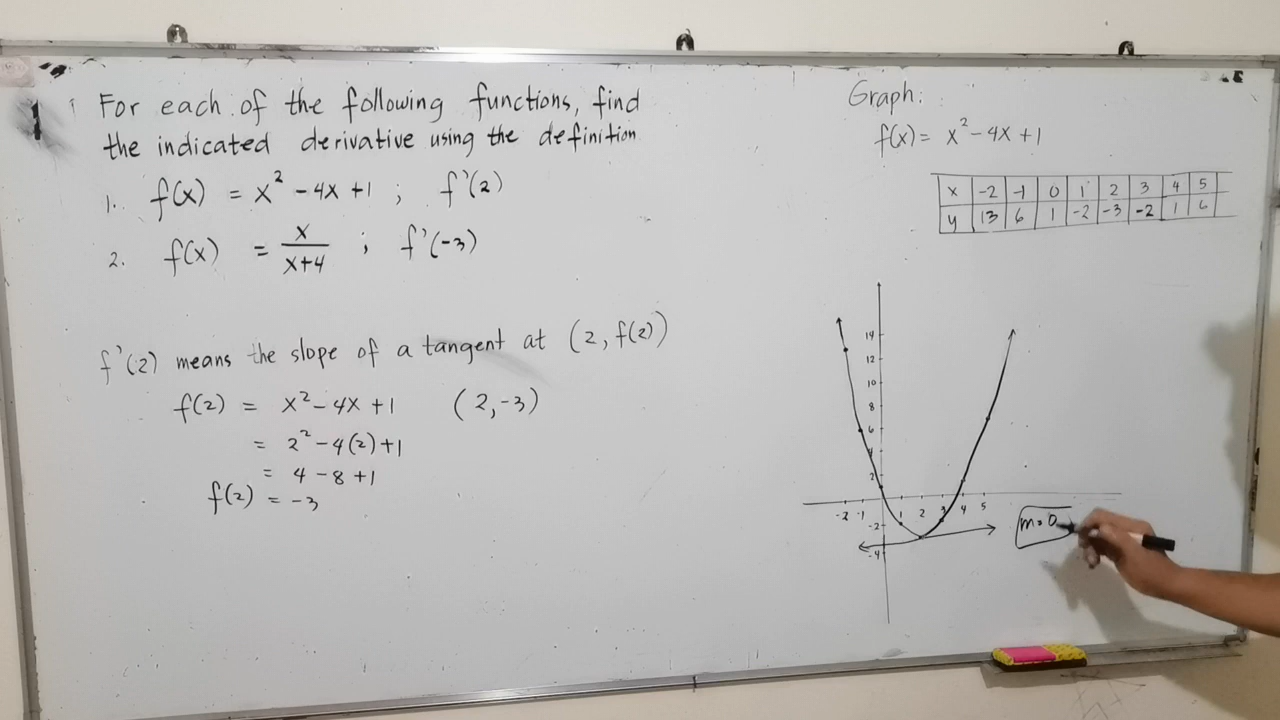 1
For each of the following functions, find
the indicated derivative using the definition
1. f(x) = x² - 4x + 1 ; f'(2)
2. f(x) = x/(x+4) ; f'(-3)
f'(2) means the slope of a tangent at (2, f(2))
f(2) = x² - 4x + 1 (2, -3)
= 2² - 4(2) + 1
= 4 - 8 + 1
f(2) = -3
Graph:
f(x) = x² - 4x + 1
x -2 -1 0 1 2 3 4 5
y 13 6 1 -2 -3 -2 1 6
14
12
10
8
6
4
2
-2 -1 1 2 3 4 5
-2
-4
m = 0